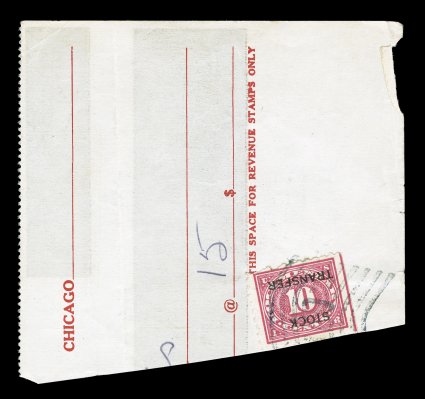 CHICAGO
15
@ $
THIS SPACE FOR REVENUE STAMPS ONLY
STOCK
TRANSFER
10